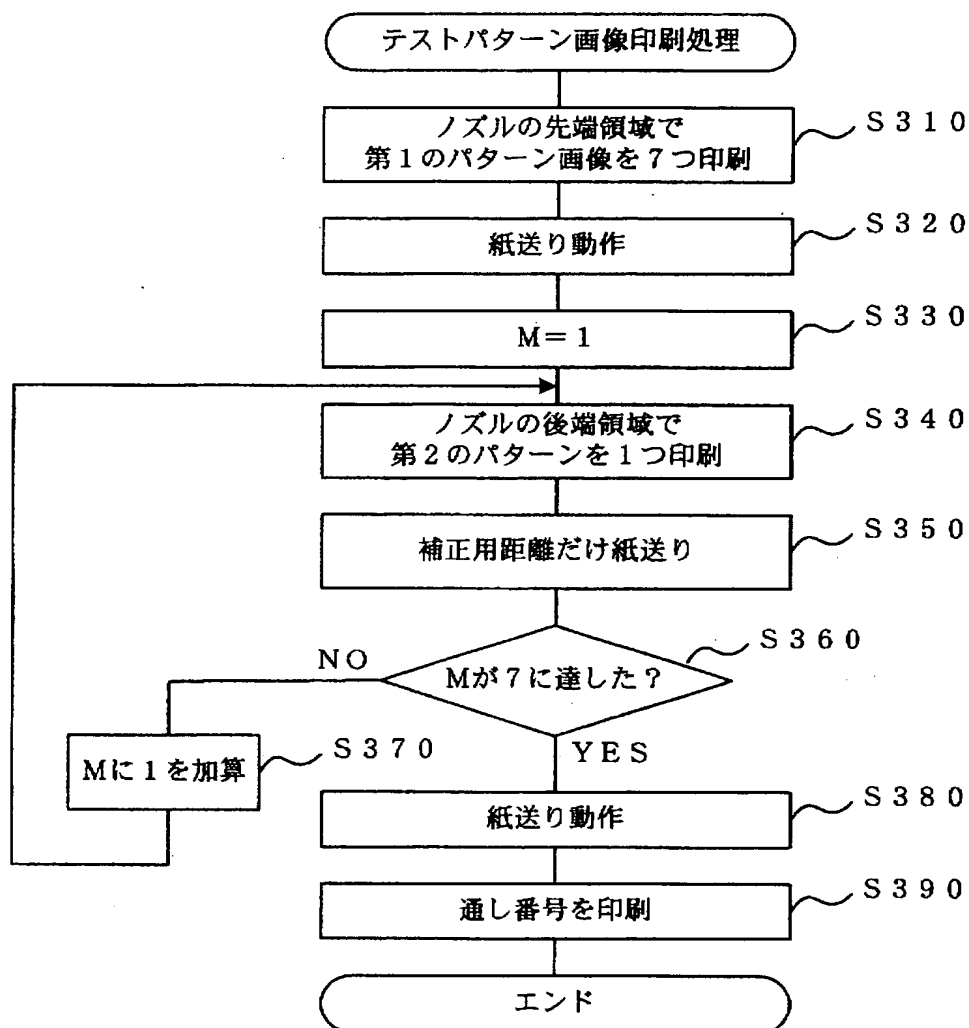 テストパターン画像印刷処理
ノズルの先端領域で
第１のパターン画像を７つ印刷
Ｓ３１０
紙送り動作
Ｓ３２０
Ｍ＝１
Ｓ３３０
ノズルの後端領域で
第２のパターンを１つ印刷
Ｓ３４０
補正用距離だけ紙送り
Ｓ３５０
Ｍが７に達した？
Ｓ３６０
ＮＯ
ＹＥＳ
Ｍに１を加算
Ｓ３７０
紙送り動作
Ｓ３８０
通し番号を印刷
Ｓ３９０
エンド